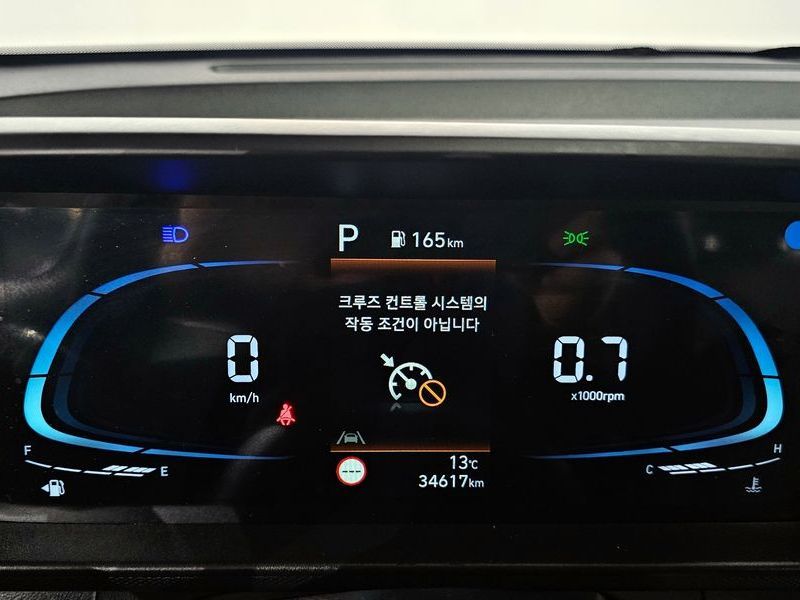 P 165km
크루즈 컨트롤 시스템의
작동 조건이 아닙니다
0
km/h
0.7
x1000rpm
F E
C H
---
13℃
34617km